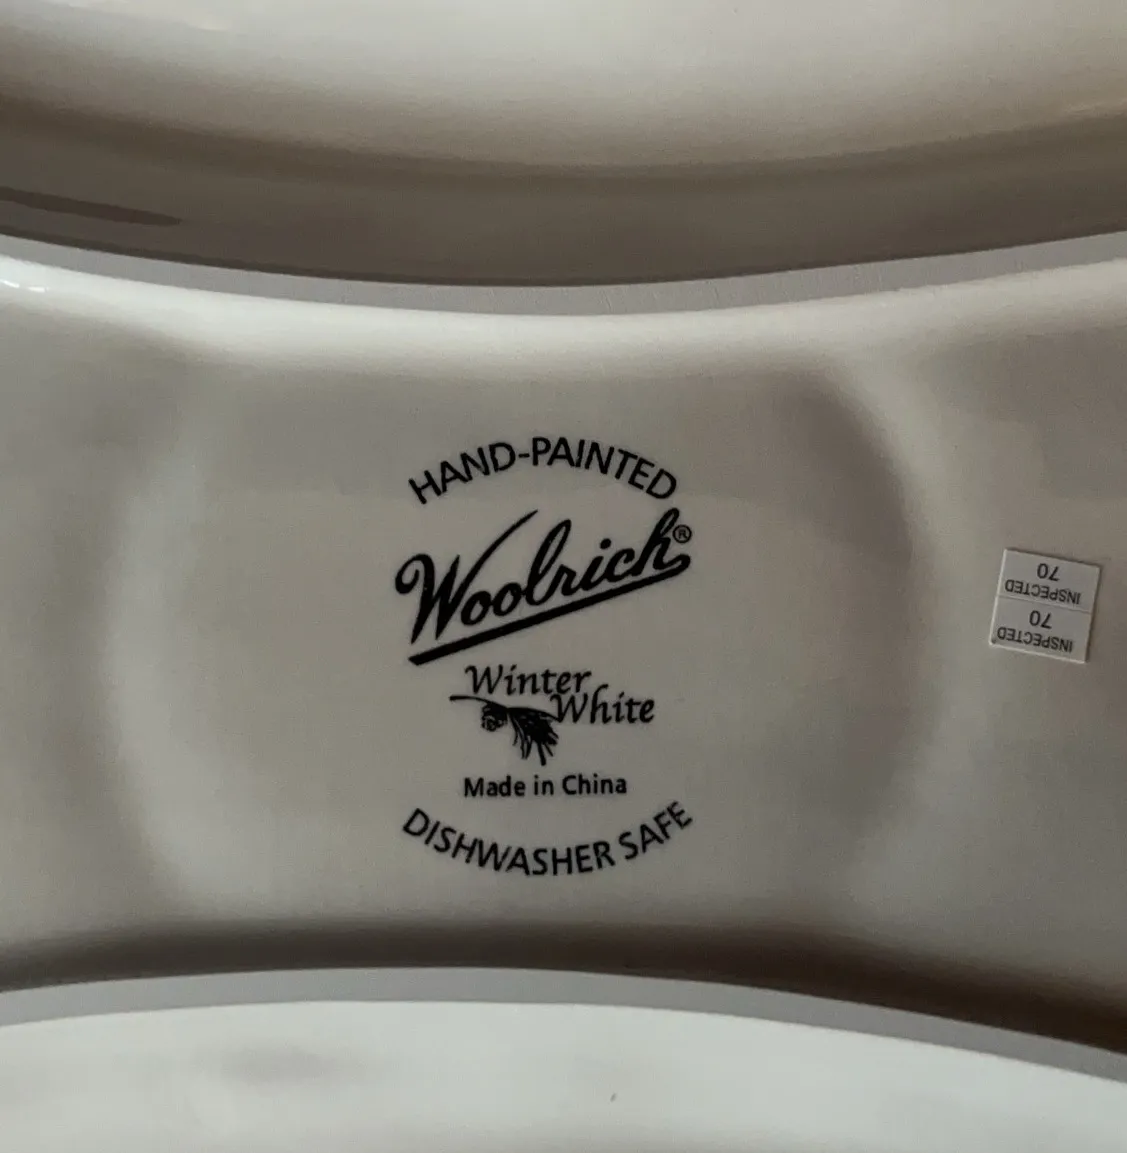 HAND-PAINTED
Woolrich®
Winter
White
Made in China
DISHWASHER SAFE
INSPECTED
70
INSPECTED
70